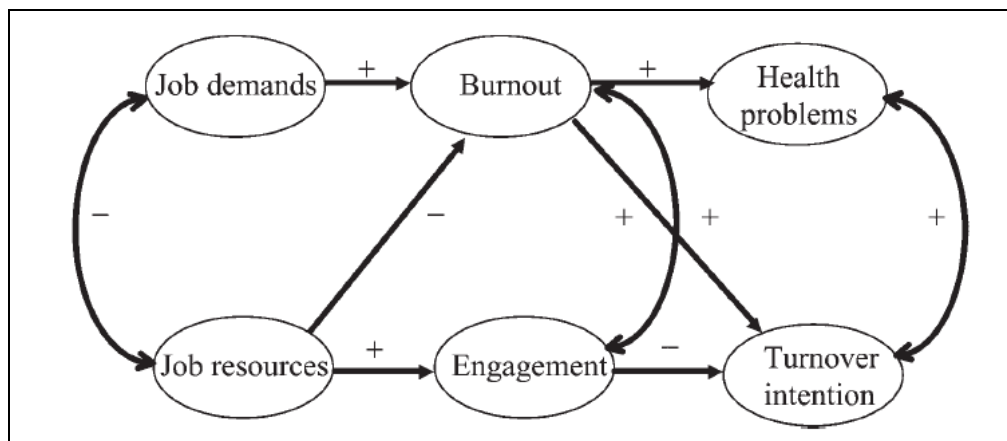 Job demands
+
Burnout
+
Health
problems
−
−
+
+
+
Job resources
+
Engagement
−
Turnover
intention